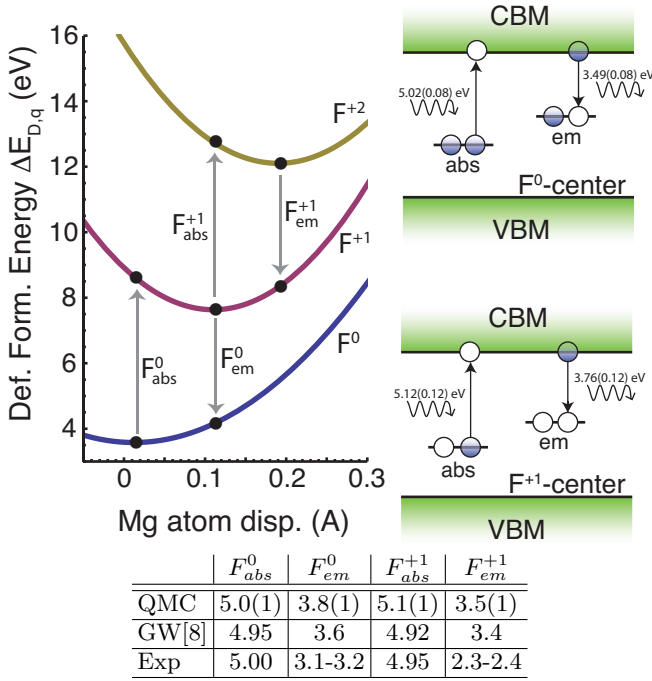 Def. Form. Energy ΔE_{D,q} (eV)
16
14
12
10
8
6
4
0
0.1
0.2
0.3
Mg atom disp. (A)
F^{+2}
F^{+1}
F^0
F^{+1}_{abs}
F^{+1}_{em}
F^0_{abs}
F^0_{em}
CBM
5.02(0.08) eV
3.49(0.08) eV
abs
em
F^0-center
VBM
CBM
5.12(0.12) eV
3.76(0.12) eV
abs
em
F^{+1}-center
VBM
F^0_{abs} F^0_{em} F^{+1}_{abs} F^{+1}_{em}
QMC 5.0(1) 3.8(1) 5.1(1) 3.5(1)
GW[8] 4.95 3.6 4.92 3.4
Exp 5.00 3.1-3.2 4.95 2.3-2.4